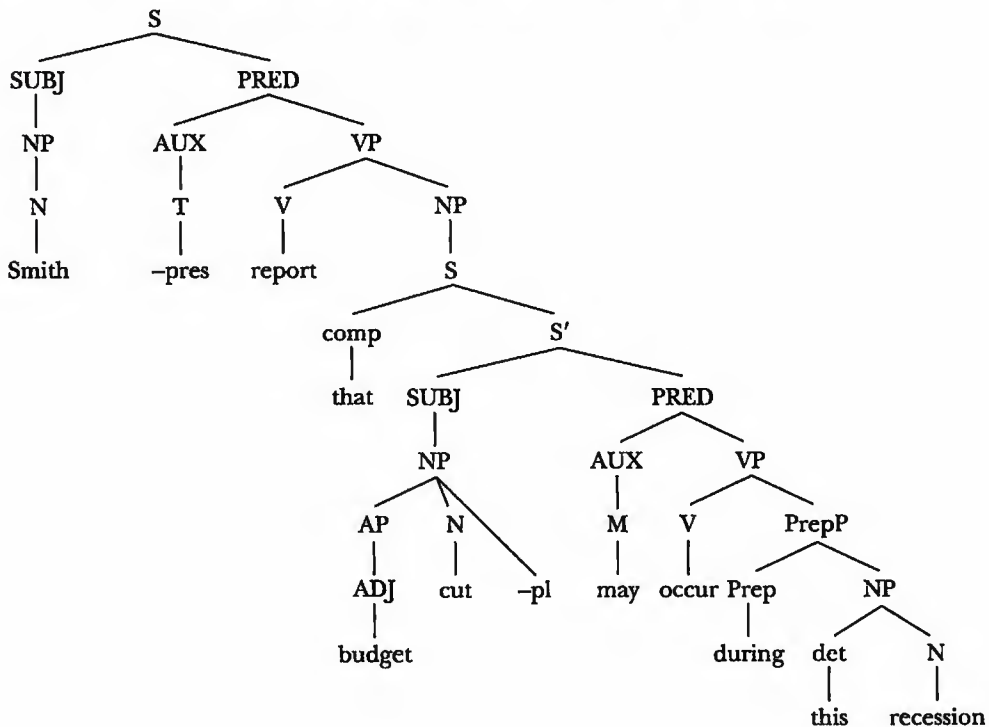 S
SUBJ PRED
NP AUX VP
N T V NP
Smith –pres report S
comp S′
that SUBJ PRED
NP AUX VP
AP N M V PrepP
ADJ cut –pl may occur Prep NP
budget during det N
this recession